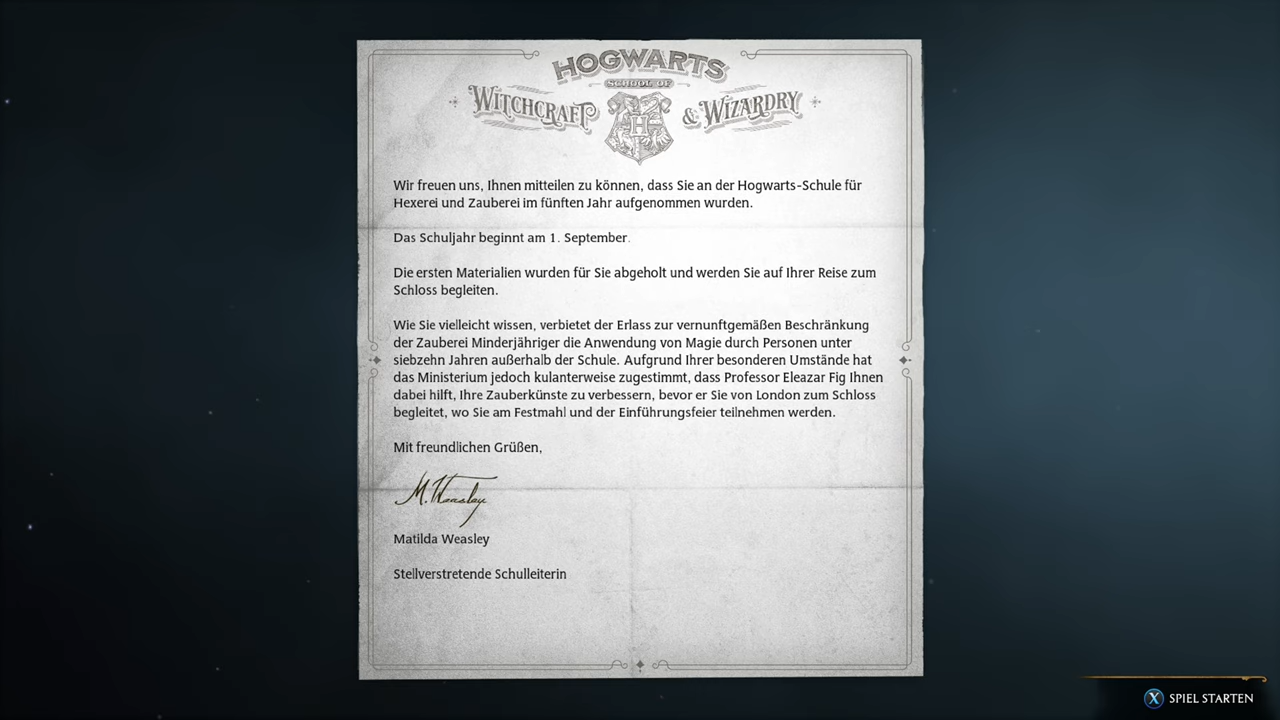 HOGWARTS
SCHOOL OF
WITCHCRAFT & WIZARDRY
H
Wir freuen uns, Ihnen mitteilen zu können, dass Sie an der Hogwarts-Schule für
Hexerei und Zauberei im fünften Jahr aufgenommen wurden.
Das Schuljahr beginnt am 1. September.
Die ersten Materialien wurden für Sie abgeholt und werden Sie auf Ihrer Reise zum
Schloss begleiten.
Wie Sie vielleicht wissen, verbietet der Erlass zur vernunftgemäßen Beschränkung
der Zauberei Minderjähriger die Anwendung von Magie durch Personen unter
siebzehn Jahren außerhalb der Schule. Aufgrund Ihrer besonderen Umstände hat
das Ministerium jedoch kulanterweise zugestimmt, dass Professor Eleazar Fig Ihnen
dabei hilft, Ihre Zauberkünste zu verbessern, bevor er Sie von London zum Schloss
begleitet, wo Sie am Festmahl und der Einführungsfeier teilnehmen werden.
Mit freundlichen Grüßen,
M. Weasley
Matilda Weasley
Stellverstretende Schulleiterin
X SPIEL STARTEN